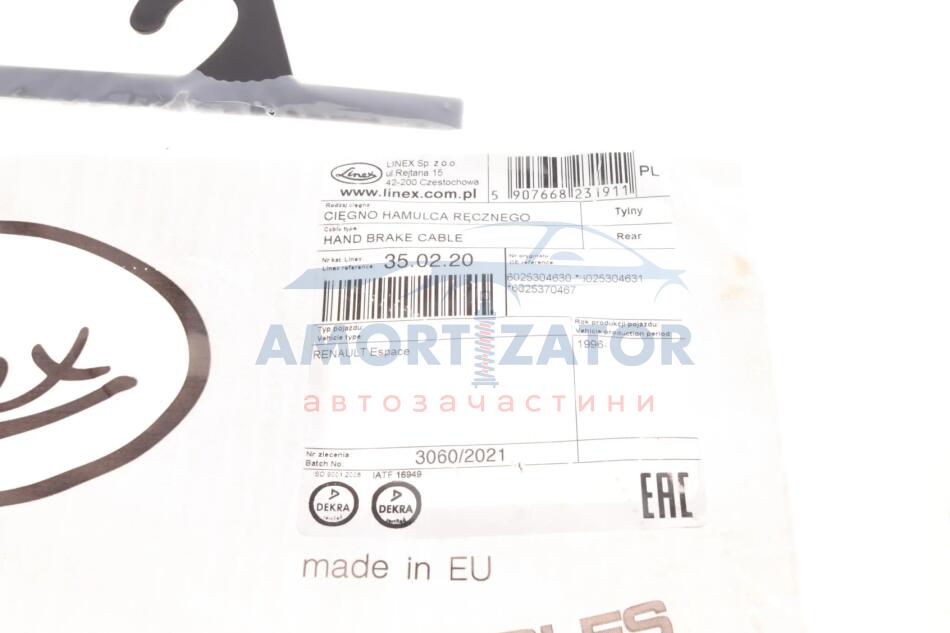 Linex
LINEX Sp. z o.o.
ul.Rejtana 15
42-200 Czestochowa
www.linex.com.pl
5 907668 231911
PL
Rodzaj cięgna
CIĘGNO HAMULCA RĘCZNEGO
Tylny
Cable type
HAND BRAKE CABLE
Rear
Nr kat. Linex
Linex reference
35.02.20
Nr oryginału
OE reference
6025304630 * 6025304631
*6025370467
AMORTIZATOR
автозачастини
Typ pojazdu
Vehicle type
RENAULT Espace
Rok produkcji pojazdu
Vehicle production period
1996-
Nr zlecenia
Batch No:
3060/2021
ISO 9001:2008
IATF 16949
DEKRA
DEKRA
EAC
made in EU